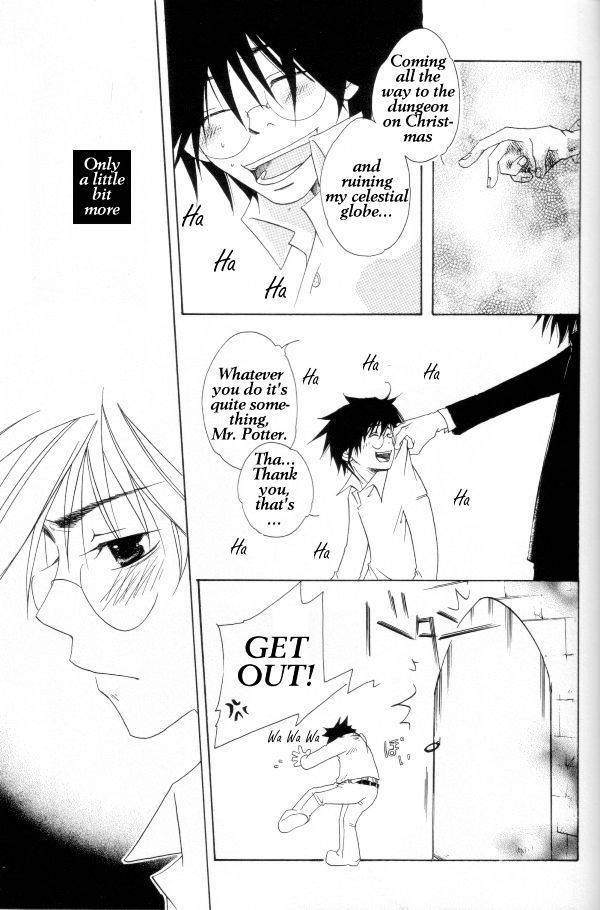 Coming
all the
way to the
dungeon
on Christ-
mas
and
ruining
my celestial
globe...
Ha
Ha
Ha
Whatever
you do it's
quite some-
thing,
Mr. Potter.
Tha...
Thank
you,
that's
...
Ha
Ha
Ha
Ha
Ha
Ha
GET
OUT!
Wa Wa Wa
Only
a little
bit
more